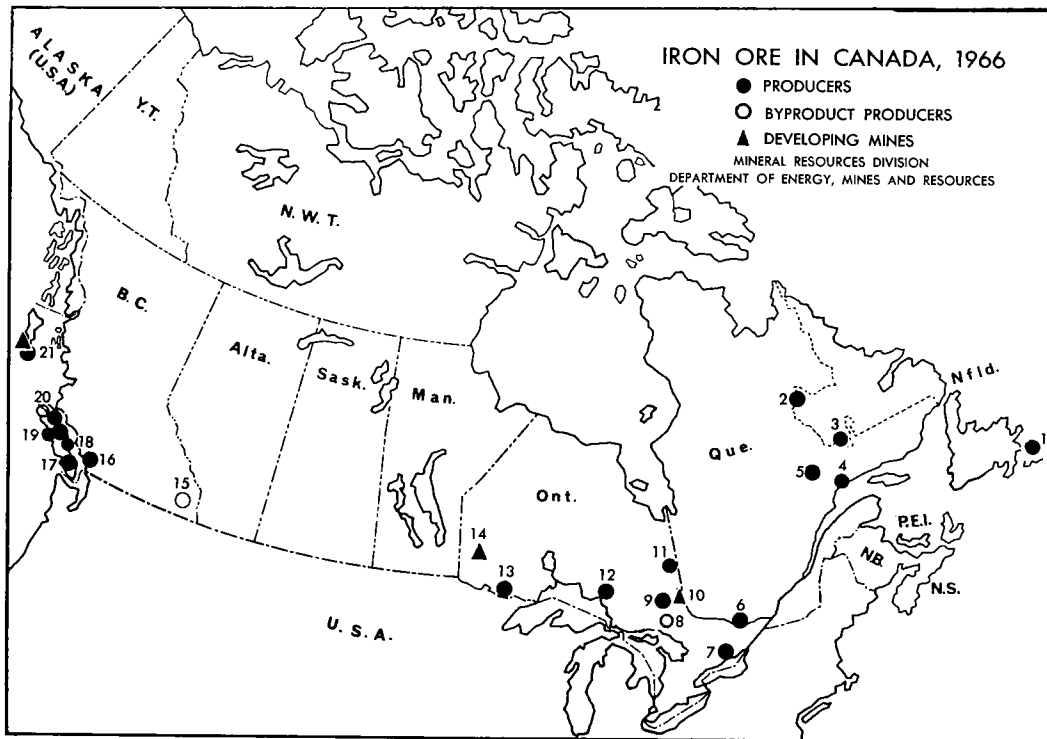 IRON ORE IN CANADA, 1966
PRODUCERS
BYPRODUCT PRODUCERS
DEVELOPING MINES
MINERAL RESOURCES DIVISION
DEPARTMENT OF ENERGY, MINES AND RESOURCES
ALASKA
(U.S.A)
Y.T.
N.W.T.
B.C.
Alta.
Sask.
Man.
Ont.
Que.
Nfld.
P.E.I.
N.B.
N.S.
U.S.A.
1
2
3
4
5
6
7
8
9
10
11
12
13
14
15
16
17
18
19
20
21